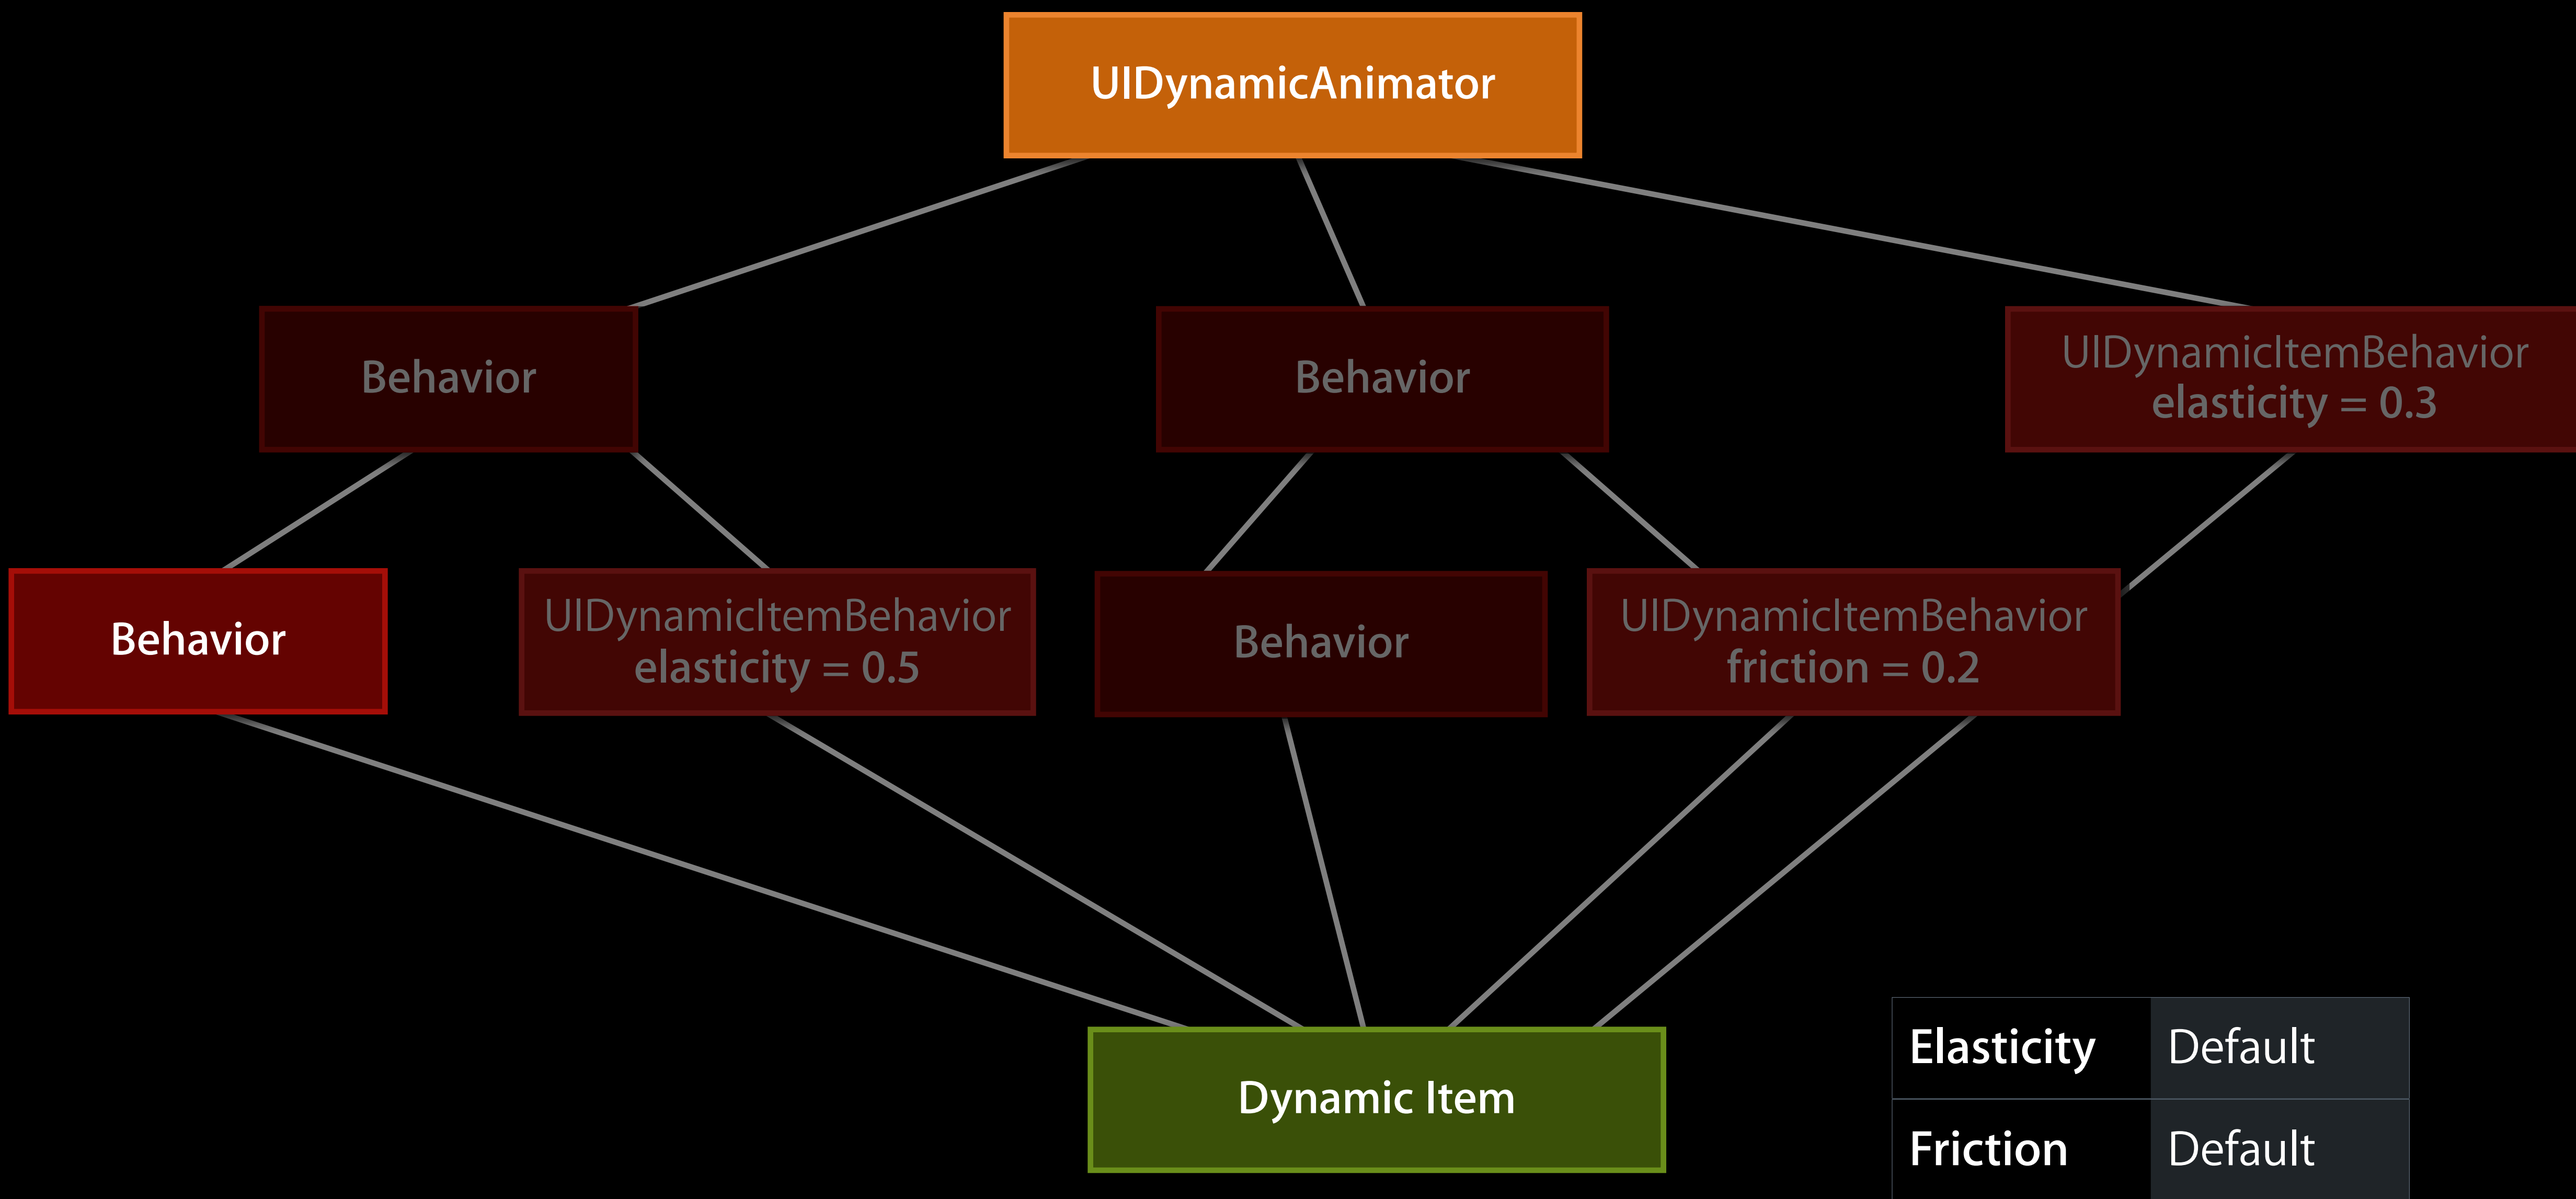 UIDynamicAnimator
Behavior
Behavior
UIDynamicItemBehavior
elasticity = 0.3
Behavior
UIDynamicItemBehavior
elasticity = 0.5
Behavior
UIDynamicItemBehavior
friction = 0.2
Dynamic Item
Elasticity Default
Friction Default